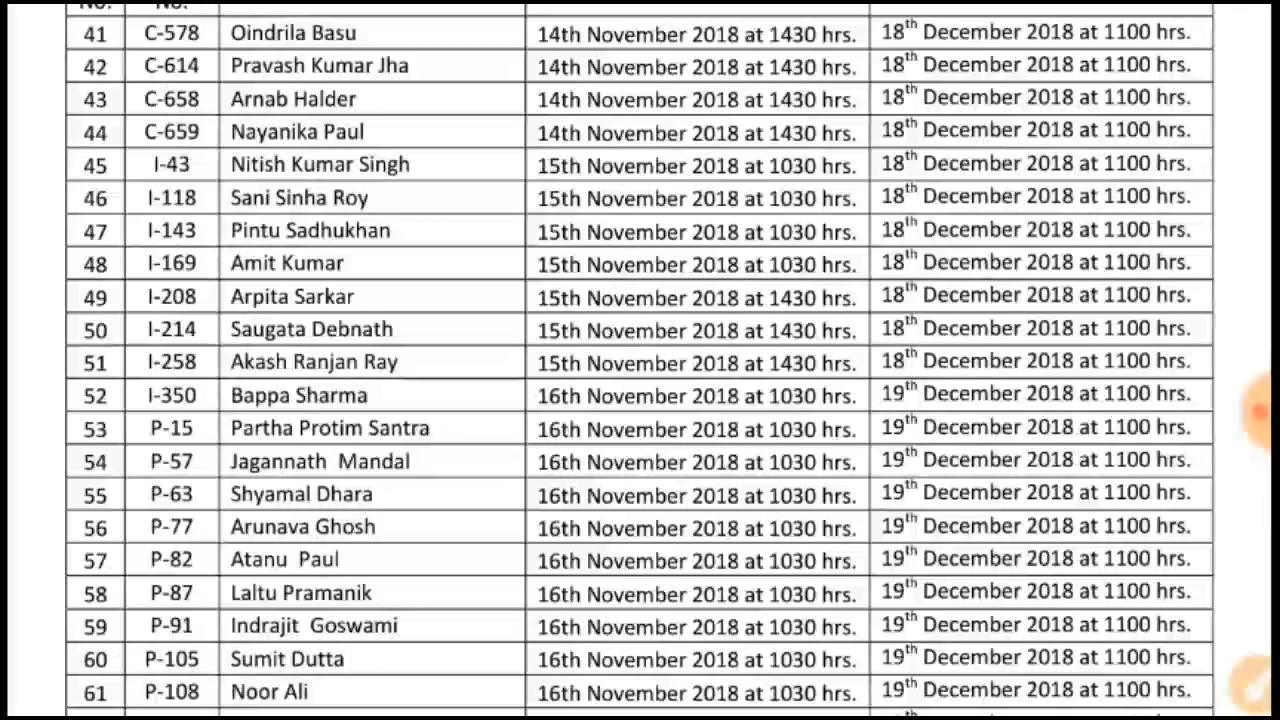 No. No.
41 C-578 Oindrila Basu 14th November 2018 at 1430 hrs. 18th December 2018 at 1100 hrs.
42 C-614 Pravash Kumar Jha 14th November 2018 at 1430 hrs. 18th December 2018 at 1100 hrs.
43 C-658 Arnab Halder 14th November 2018 at 1430 hrs. 18th December 2018 at 1100 hrs.
44 C-659 Nayanika Paul 14th November 2018 at 1430 hrs. 18th December 2018 at 1100 hrs.
45 I-43 Nitish Kumar Singh 15th November 2018 at 1030 hrs. 18th December 2018 at 1100 hrs.
46 I-118 Sani Sinha Roy 15th November 2018 at 1030 hrs. 18th December 2018 at 1100 hrs.
47 I-143 Pintu Sadhukhan 15th November 2018 at 1030 hrs. 18th December 2018 at 1100 hrs.
48 I-169 Amit Kumar 15th November 2018 at 1030 hrs. 18th December 2018 at 1100 hrs.
49 I-208 Arpita Sarkar 15th November 2018 at 1430 hrs. 18th December 2018 at 1100 hrs.
50 I-214 Saugata Debnath 15th November 2018 at 1430 hrs. 18th December 2018 at 1100 hrs.
51 I-258 Akash Ranjan Ray 15th November 2018 at 1430 hrs. 18th December 2018 at 1100 hrs.
52 I-350 Bappa Sharma 16th November 2018 at 1030 hrs. 19th December 2018 at 1100 hrs.
53 P-15 Partha Protim Santra 16th November 2018 at 1030 hrs. 19th December 2018 at 1100 hrs.
54 P-57 Jagannath Mandal 16th November 2018 at 1030 hrs. 19th December 2018 at 1100 hrs.
55 P-63 Shyamal Dhara 16th November 2018 at 1030 hrs. 19th December 2018 at 1100 hrs.
56 P-77 Arunava Ghosh 16th November 2018 at 1030 hrs. 19th December 2018 at 1100 hrs.
57 P-82 Atanu Paul 16th November 2018 at 1030 hrs. 19th December 2018 at 1100 hrs.
58 P-87 Laltu Pramanik 16th November 2018 at 1030 hrs. 19th December 2018 at 1100 hrs.
59 P-91 Indrajit Goswami 16th November 2018 at 1030 hrs. 19th December 2018 at 1100 hrs.
60 P-105 Sumit Dutta 16th November 2018 at 1030 hrs. 19th December 2018 at 1100 hrs.
61 P-108 Noor Ali 16th November 2018 at 1030 hrs. 19th December 2018 at 1100 hrs.